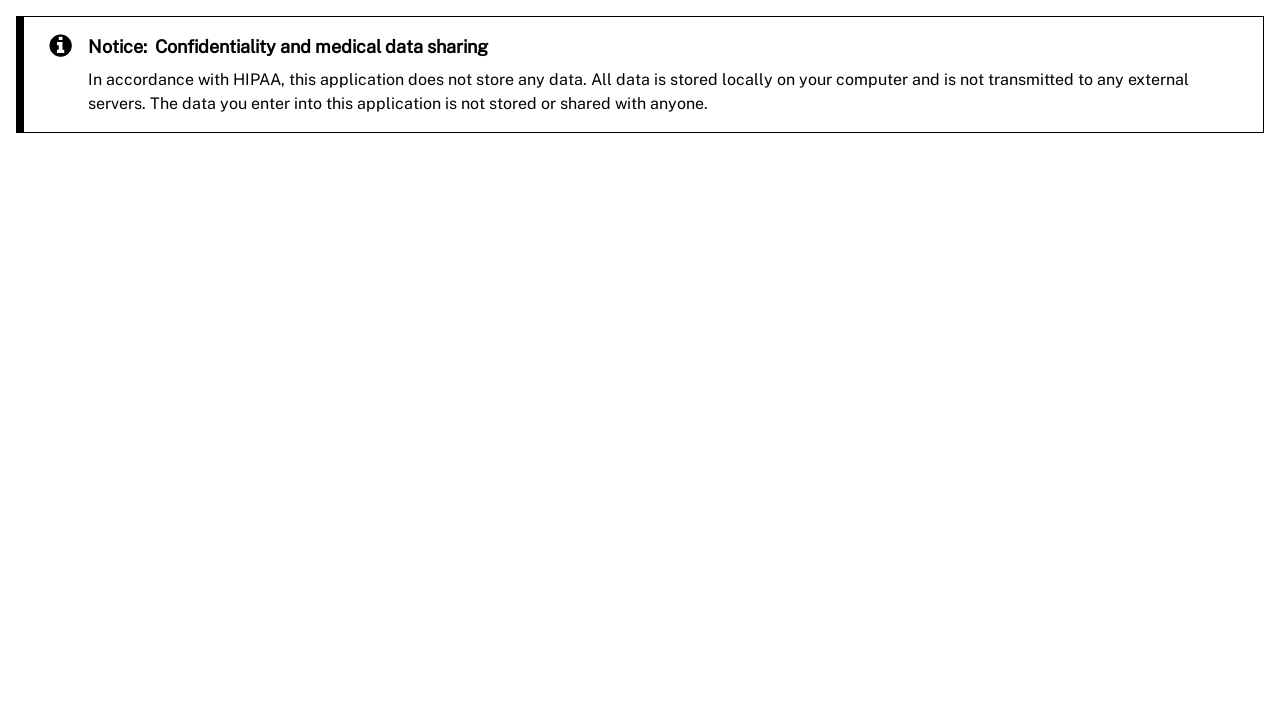 Notice: Confidentiality and medical data sharing
In accordance with HIPAA, this application does not store any data. All data is stored locally on your computer and is not transmitted to any external
servers. The data you enter into this application is not stored or shared with anyone.